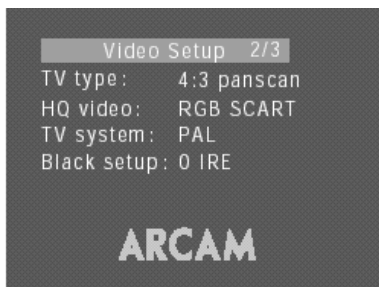 Video Setup 2/3
TV type: 4:3 panscan
HQ video: RGB SCART
TV system: PAL
Black setup: 0 IRE
ARCAM